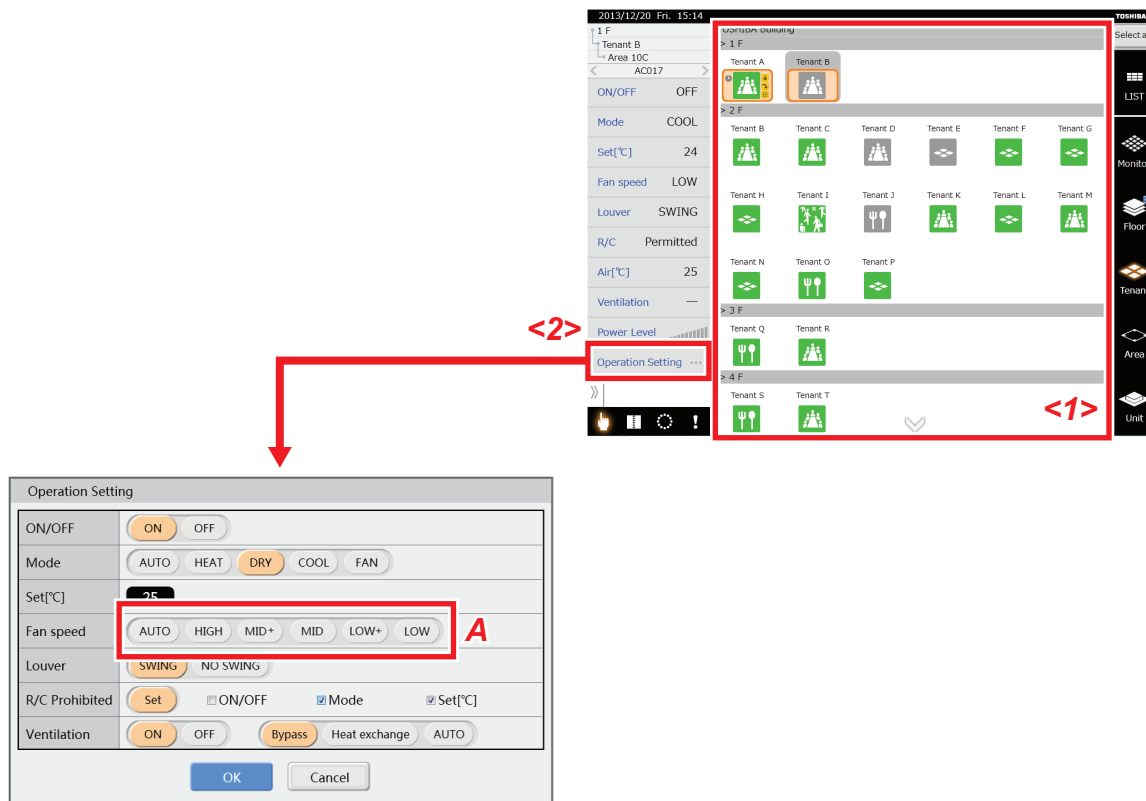 2013/12/20 Fri. 15:14
TOSHIBA
1 F
Tenant B
Area 10C
< AC017 >
ON/OFF OFF
Mode COOL
Set[℃] 24
Fan speed LOW
Louver SWING
R/C Permitted
Air[℃] 25
Ventilation —
Power Level
Operation Setting ...
<2>
OSHIBA Building
> 1 F
Tenant A Tenant B
> 2 F
Tenant B Tenant C Tenant D Tenant E Tenant F Tenant G
Tenant H Tenant I Tenant J Tenant K Tenant L Tenant M
Tenant N Tenant O Tenant P
> 3 F
Tenant Q Tenant R
> 4 F
Tenant S Tenant T
<1>
Select a
LIST
Monito
Floor
Tenan
Area
Unit
Operation Setting
ON/OFF ON OFF
Mode AUTO HEAT DRY COOL FAN
Set[℃] 25
Fan speed AUTO HIGH MID+ MID LOW+ LOW
A
Louver SWING NO SWING
R/C Prohibited Set ON/OFF Mode Set[℃]
Ventilation ON OFF Bypass Heat exchange AUTO
OK Cancel